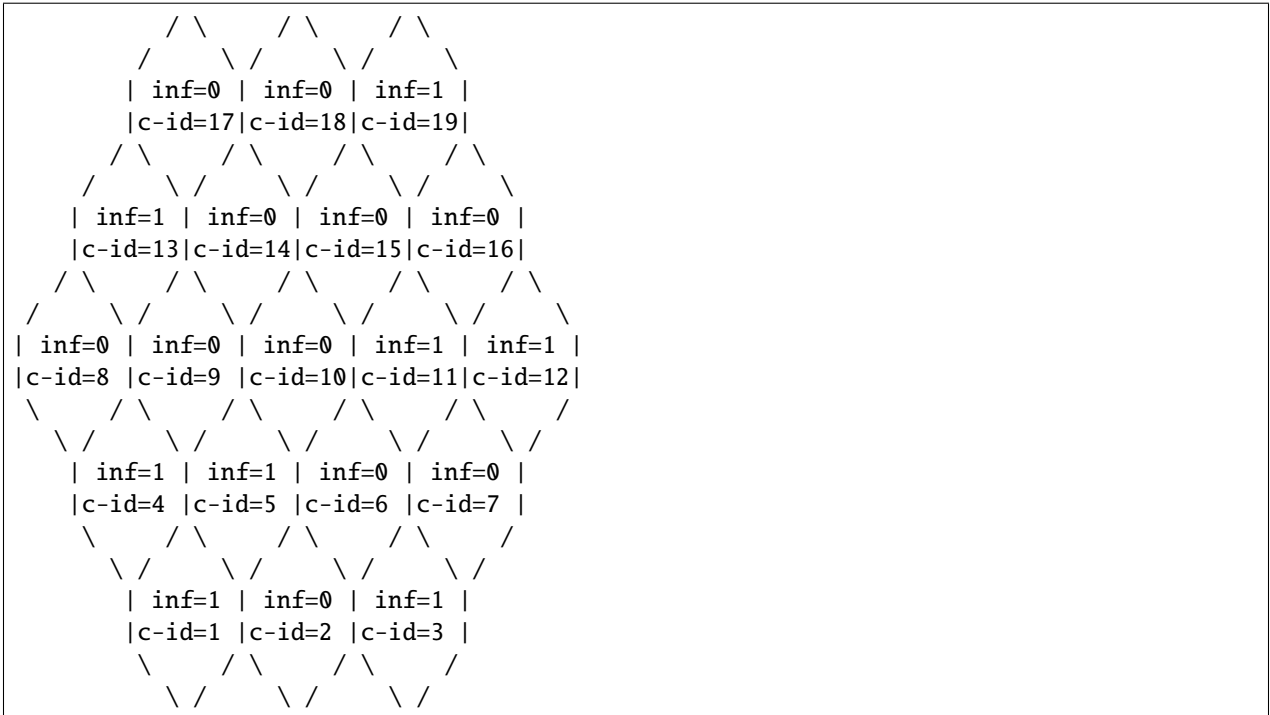 / \ / \ / \
/ \ / \ / \
| inf=0 | inf=0 | inf=1 |
|c-id=17|c-id=18|c-id=19|
/ \ / \ / \ / \
/ \ / \ / \ / \
| inf=1 | inf=0 | inf=0 | inf=0 |
|c-id=13|c-id=14|c-id=15|c-id=16|
/ \ / \ / \ / \ / \
/ \ / \ / \ / \ / \
| inf=0 | inf=0 | inf=0 | inf=1 | inf=1 |
|c-id=8 |c-id=9 |c-id=10|c-id=11|c-id=12|
\ / \ / \ / \ / \ /
\ / \ / \ / \ / \ /
| inf=1 | inf=1 | inf=0 | inf=0 |
|c-id=4 |c-id=5 |c-id=6 |c-id=7 |
\ / \ / \ / \ /
\ / \ / \ / \ /
| inf=1 | inf=0 | inf=1 |
|c-id=1 |c-id=2 |c-id=3 |
\ / \ / \ /
\ / \ / \ /